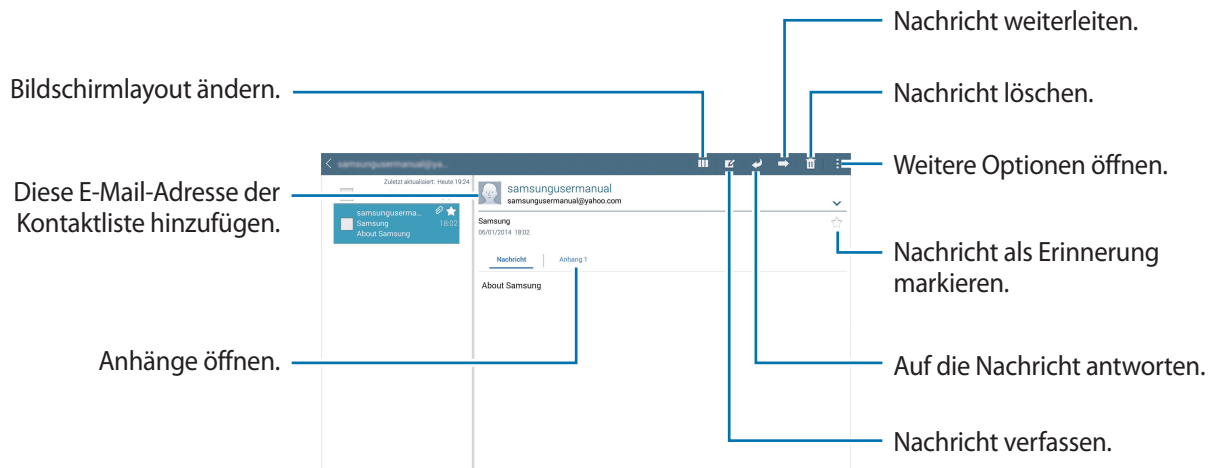 Nachricht weiterleiten.
Bildschirmlayout ändern.
Nachricht löschen.
Weitere Optionen öffnen.
Diese E-Mail-Adresse der
Kontaktliste hinzufügen.
Zuletzt aktualisiert: Heute 19:24
samsungusermanual
samsungusermanual@yahoo.com
samsunguserma...
Samsung 18:02
About Samsung
Samsung
06/01/2014 18:02
Nachricht Anhang 1
About Samsung
Nachricht als Erinnerung
markieren.
Anhänge öffnen.
Auf die Nachricht antworten.
Nachricht verfassen.